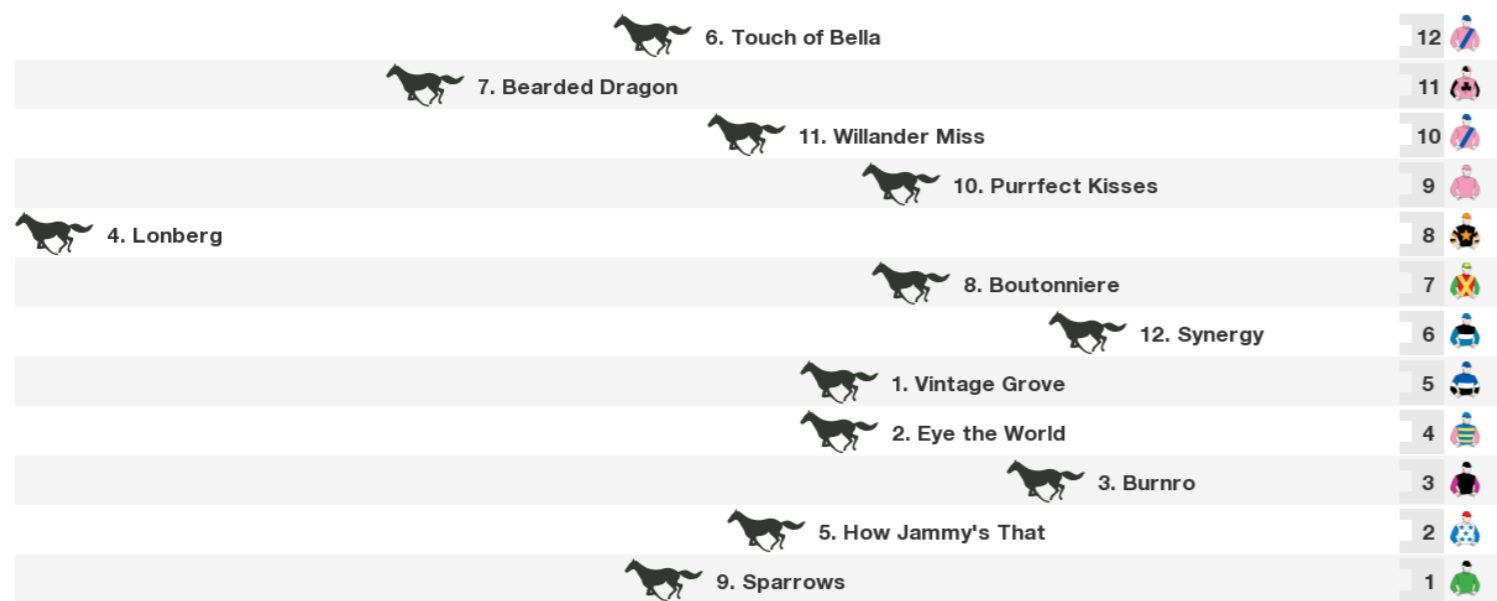 6. Touch of Bella 12
7. Bearded Dragon 11
11. Willander Miss 10
10. Purrfect Kisses 9
4. Lonberg 8
8. Boutonniere 7
12. Synergy 6
1. Vintage Grove 5
2. Eye the World 4
3. Burnro 3
5. How Jammy's That 2
9. Sparrows 1